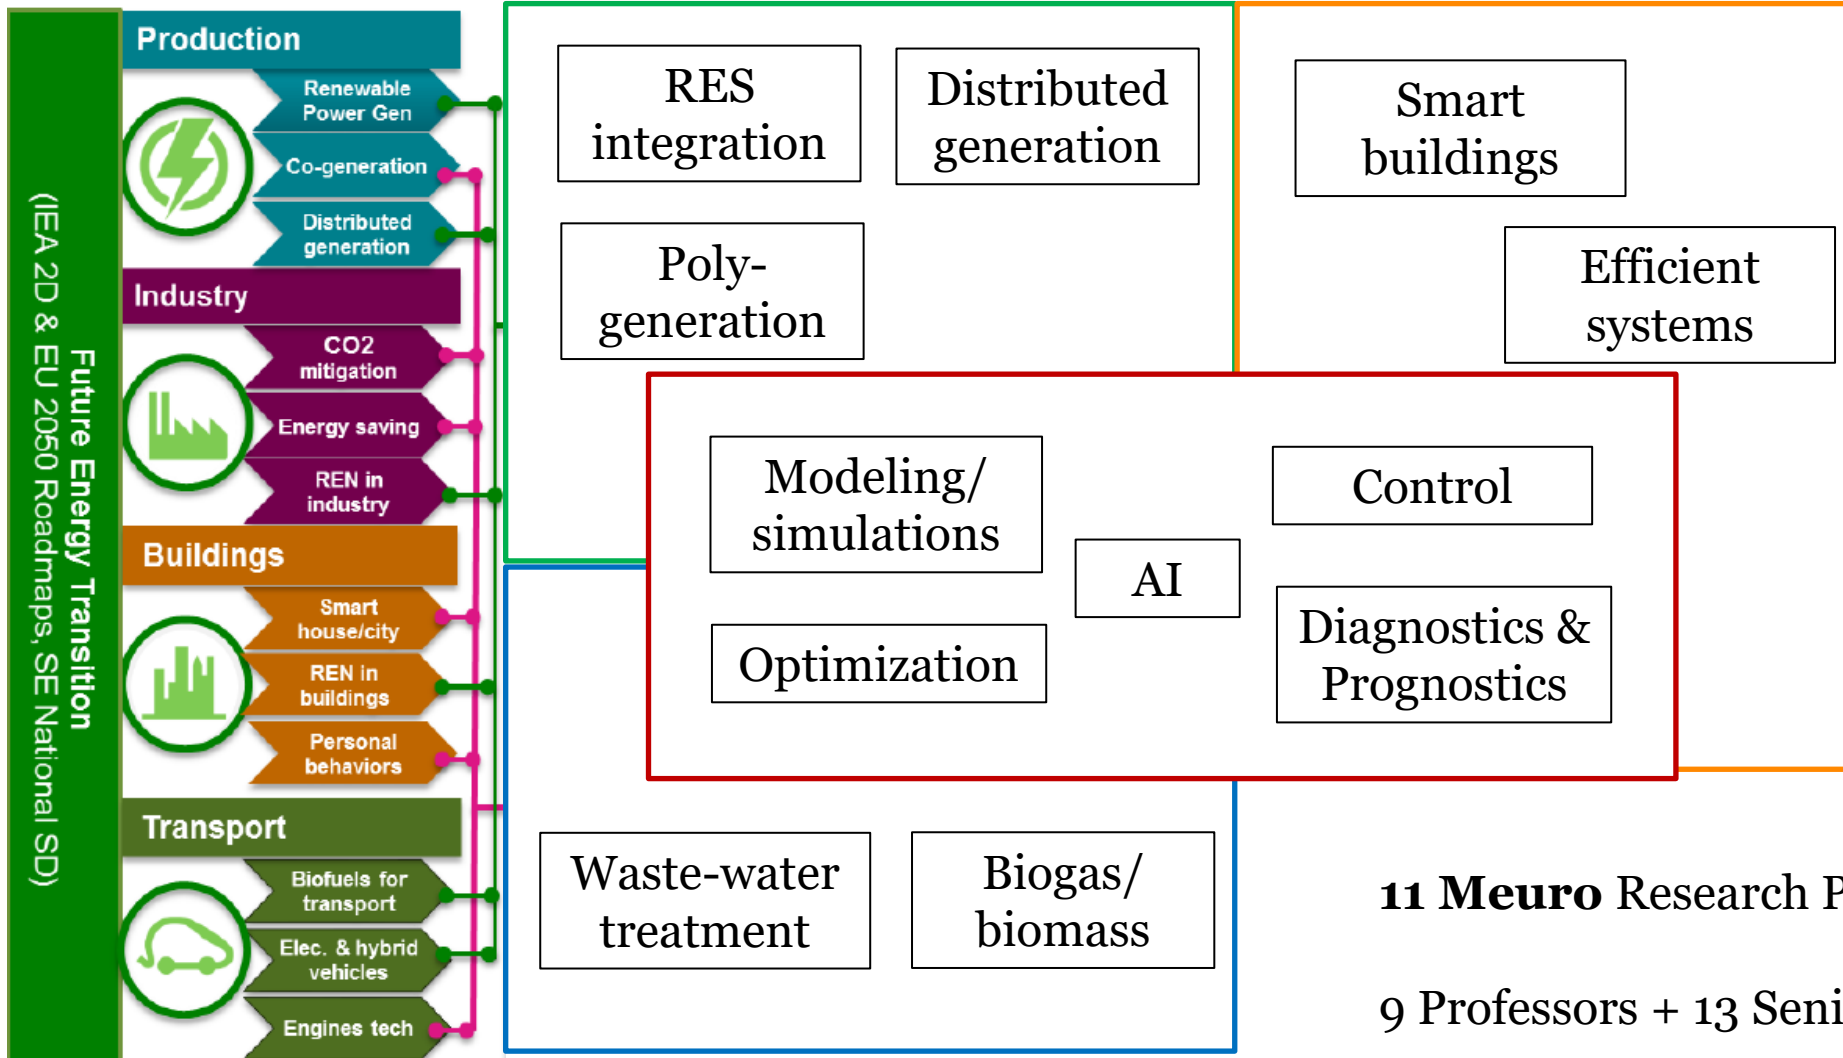 Future Energy Transition
(IEA 2D & EU 2050 Roadmaps, SE National SD)
Production
Renewable
Power Gen
Co-generation
Distributed
generation
Industry
CO2
mitigation
Energy saving
REN in
industry
Buildings
Smart
house/city
REN in
buildings
Personal
behaviors
Transport
Biofuels for
transport
Elec. & hybrid
vehicles
Engines tech
RES
integration
Distributed
generation
Poly-
generation
Smart
buildings
Efficient
systems
Modeling/
simulations
Control
AI
Optimization
Diagnostics &
Prognostics
Waste-water
treatment
Biogas/
biomass
11 Meuro Research P
9 Professors + 13 Seni